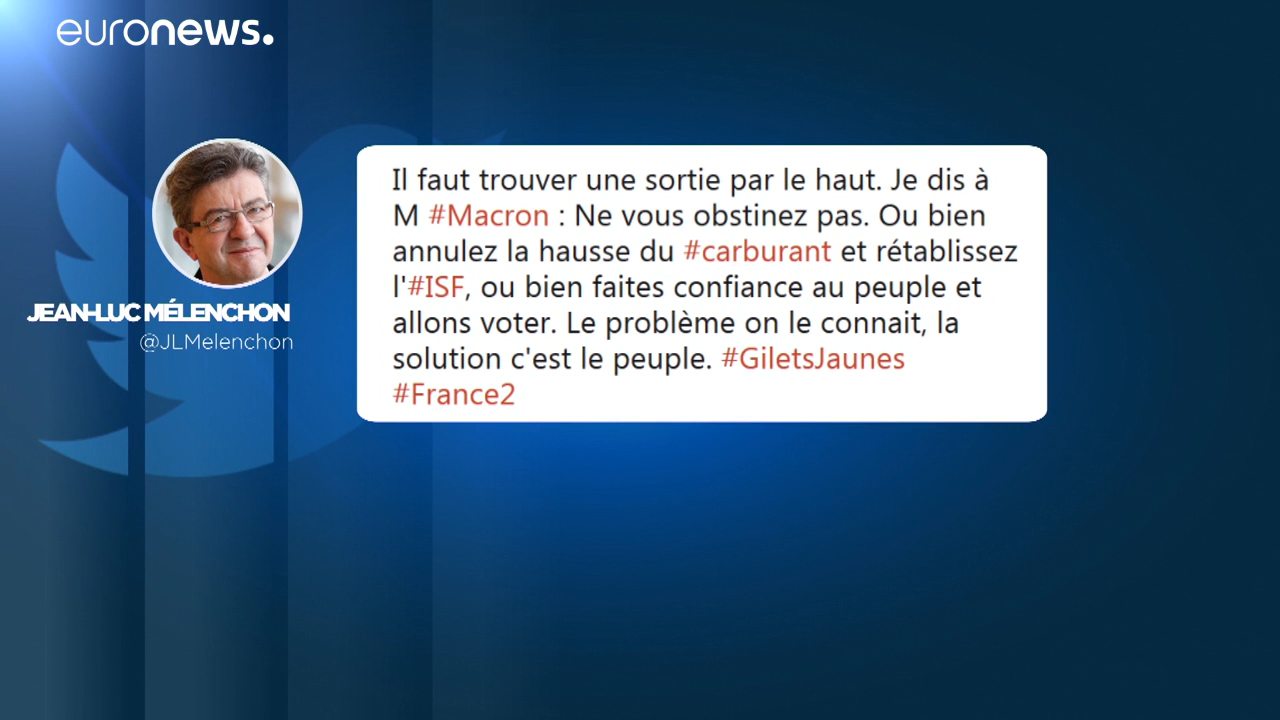 euronews.
JEAN-LUC MÉLENCHON
@JLMelenchon
Il faut trouver une sortie par le haut. Je dis à
M #Macron : Ne vous obstinez pas. Ou bien
annulez la hausse du #carburant et rétablissez
l'#ISF, ou bien faites confiance au peuple et
allons voter. Le problème on le connait, la
solution c'est le peuple. #GiletsJaunes
#France2